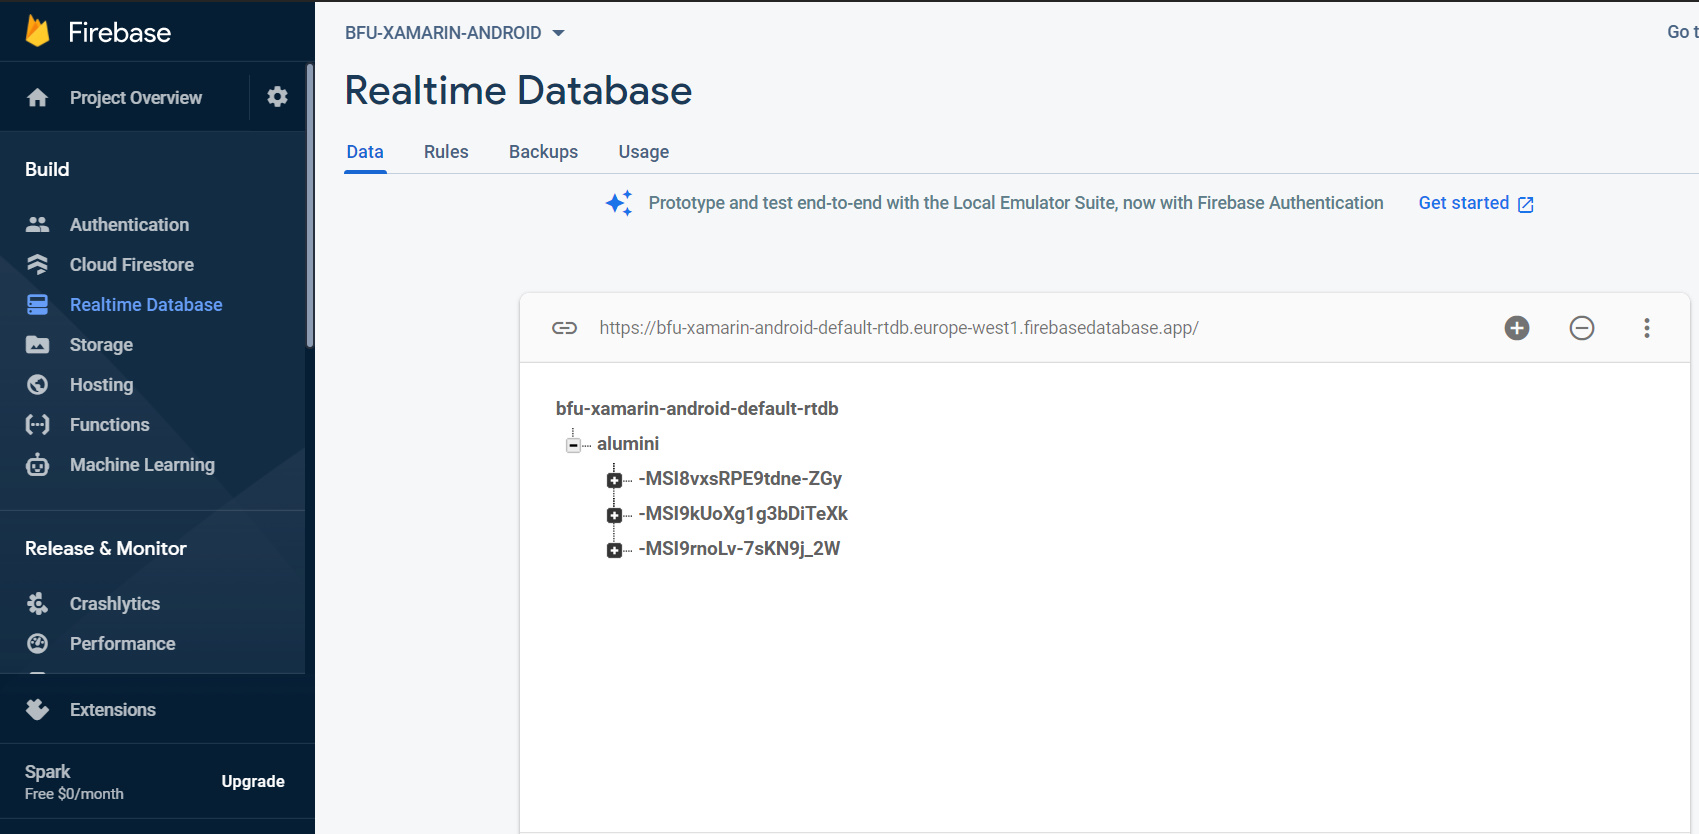 Firebase
Project Overview
Build
Authentication
Cloud Firestore
Realtime Database
Storage
Hosting
Functions
Machine Learning
Release & Monitor
Crashlytics
Performance
Extensions
Spark
Free $0/month
Upgrade
BFU-XAMARIN-ANDROID
Go t
Realtime Database
Data Rules Backups Usage
Prototype and test end-to-end with the Local Emulator Suite, now with Firebase Authentication Get started
https://bfu-xamarin-android-default-rtdb.europe-west1.firebasedatabase.app/
bfu-xamarin-android-default-rtdb
alumini
-MSI8vxsRPE9tdne-ZGy
-MSI9kUoXg1g3bDiTeXk
-MSI9rnoLv-7sKN9j_2W